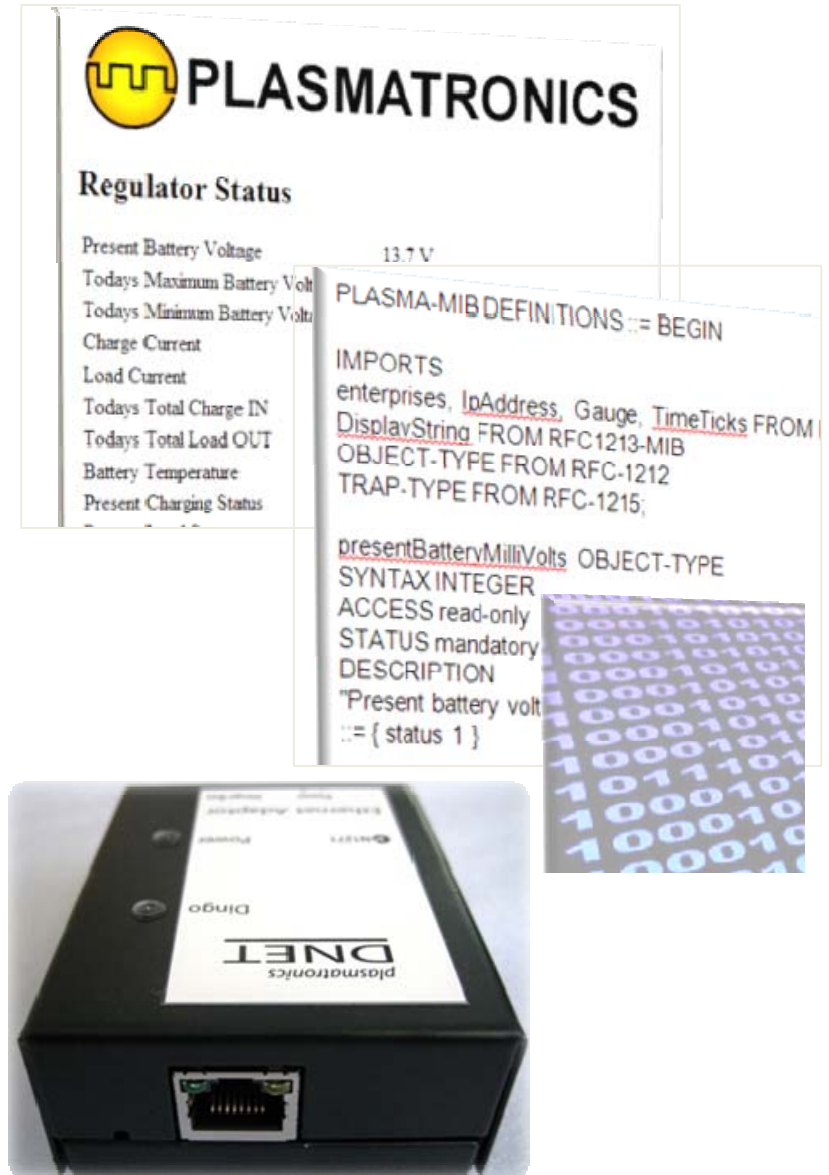 PLASMATRONICS
Regulator Status
Present Battery Voltage 13.7 V
Todays Maximum Battery Volt
Todays Minimum Battery Volta
Charge Current
Load Current
Todays Total Charge IN
Todays Total Load OUT
Battery Temperature
Present Charging Status
PLASMA-MIB DEFINITIONS ::= BEGIN
IMPORTS
enterprises, IpAddress, Gauge, TimeTicks FROM
DisplayString FROM RFC1213-MIB
OBJECT-TYPE FROM RFC-1212
TRAP-TYPE FROM RFC-1215;
presentBatteryMilliVolts OBJECT-TYPE
SYNTAX INTEGER
ACCESS read-only
STATUS mandatory
DESCRIPTION
"Present battery volt
::= { status 1 }
plasmatronics
DNET
Dingo
Power
N1271
Ethernet Adaptor